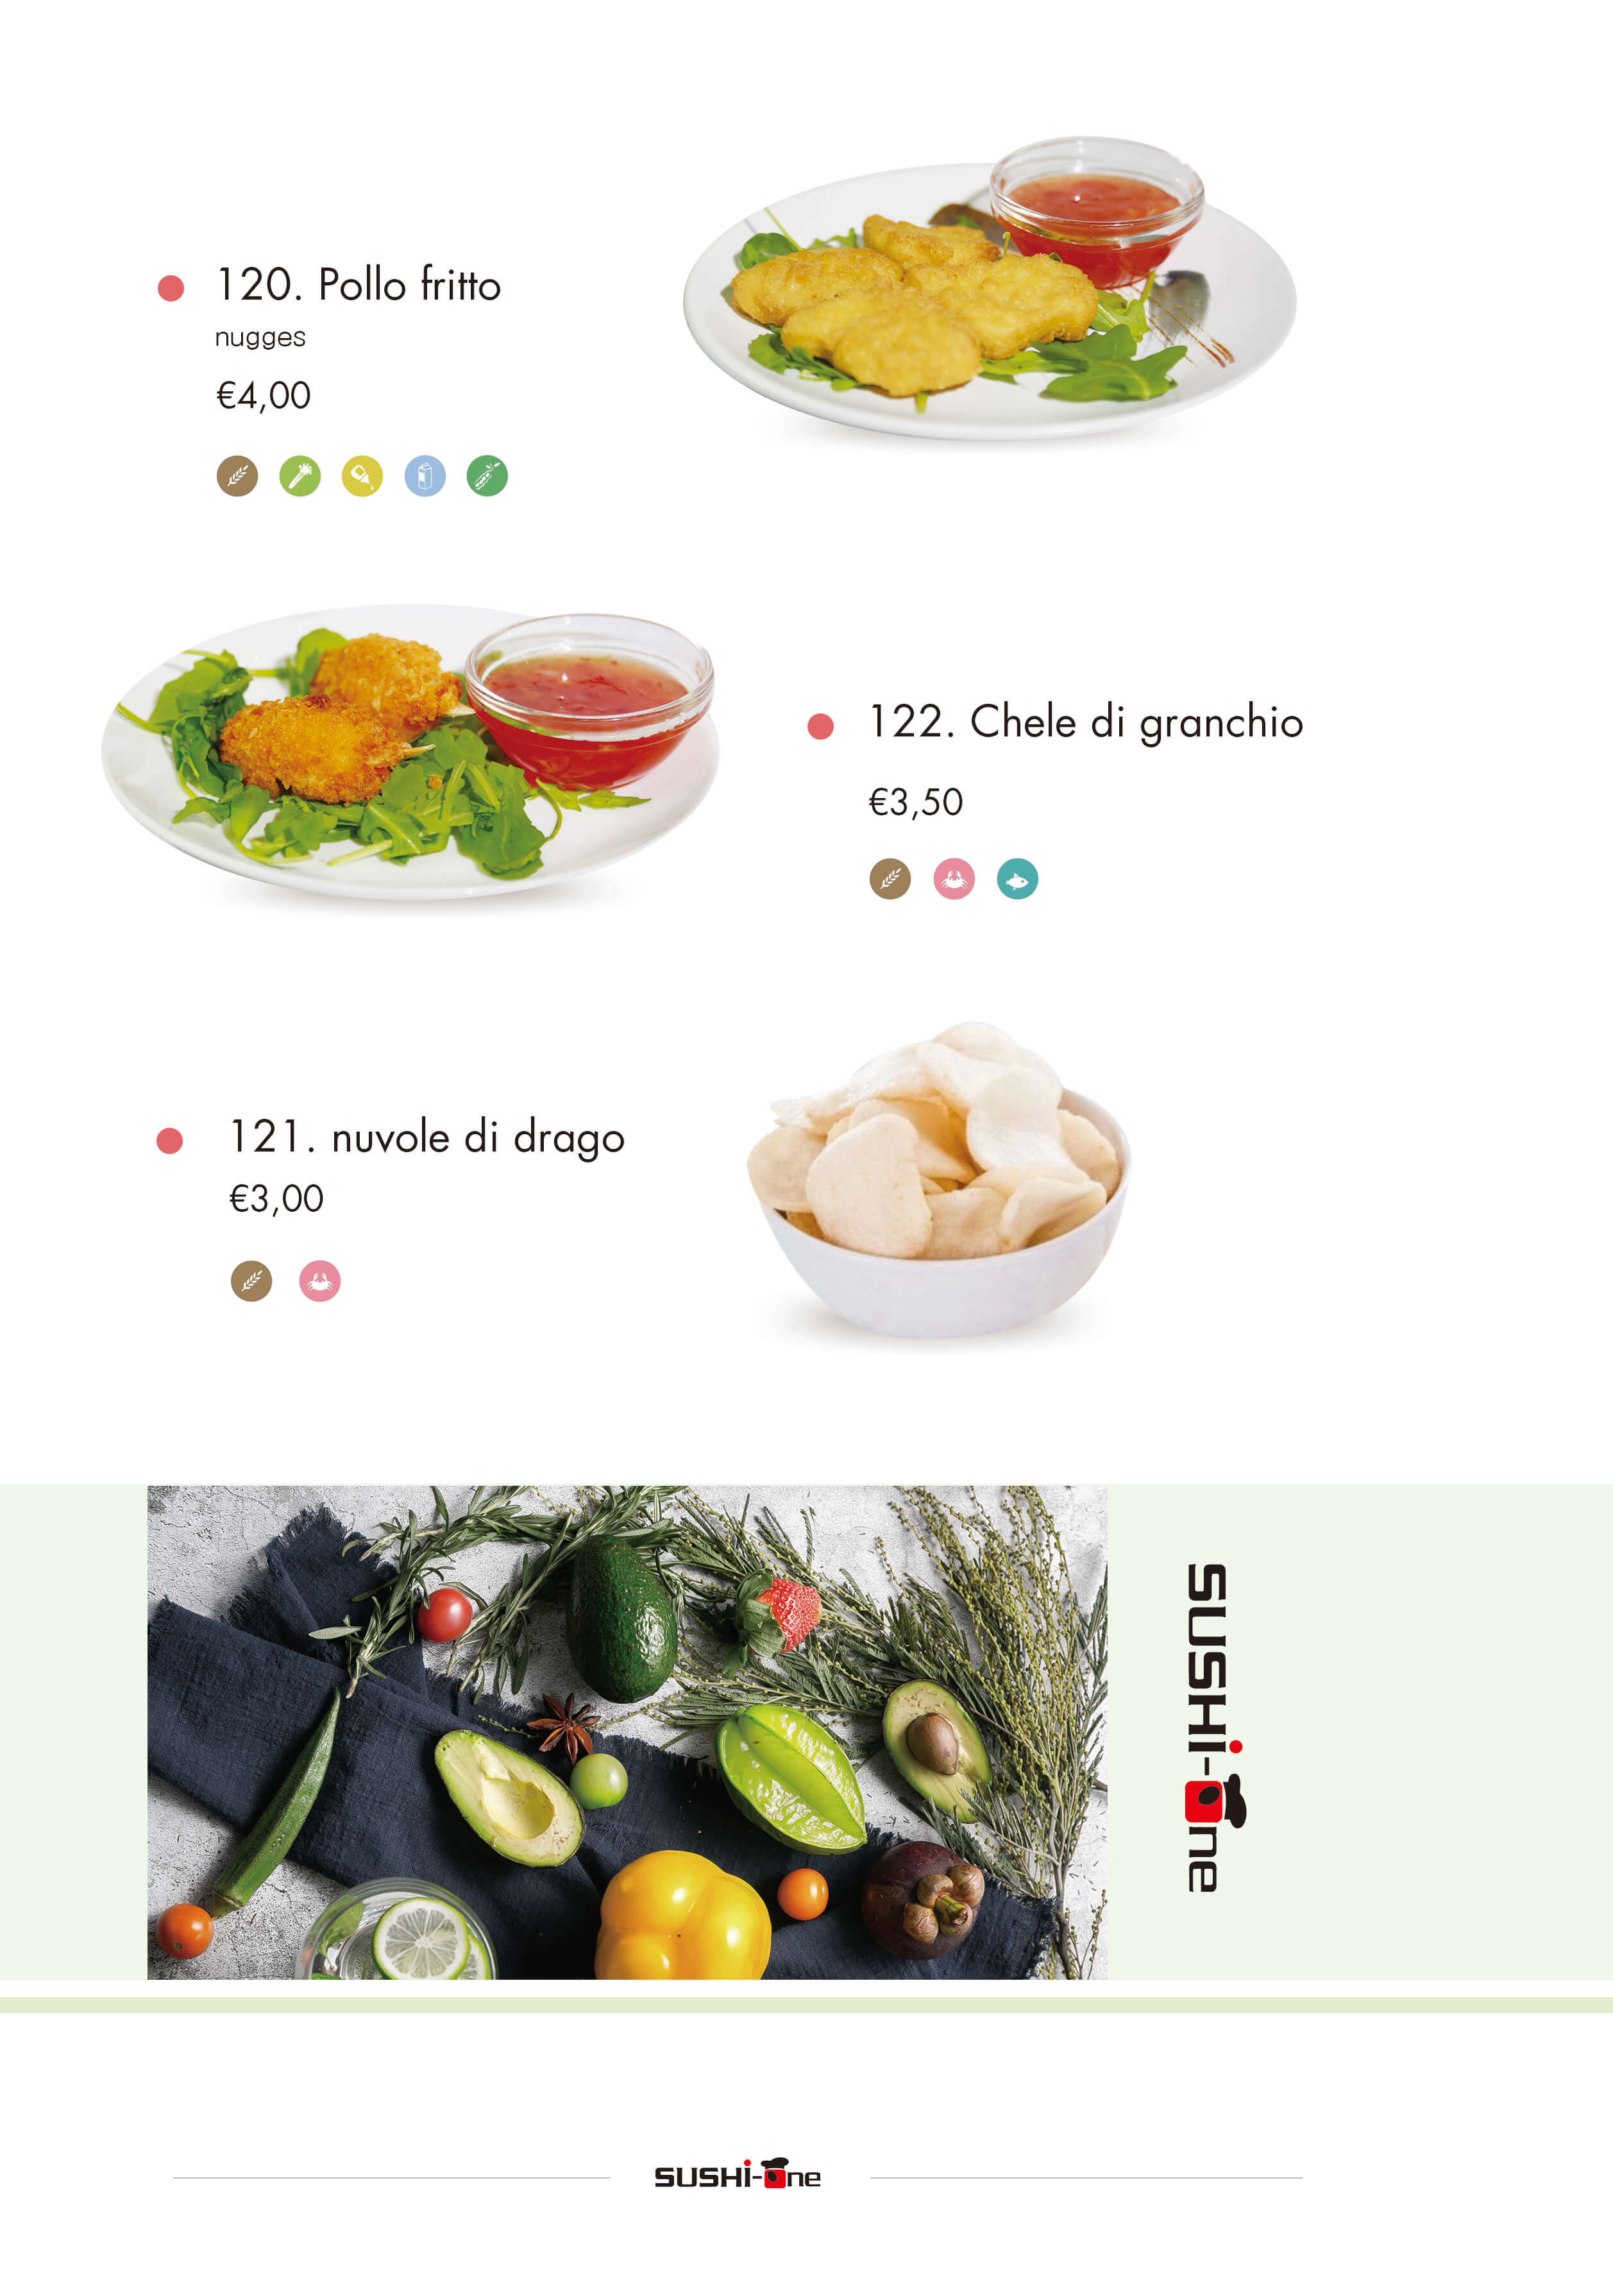 120. Pollo fritto
nugges
€4,00
122. Chele di granchio
€3,50
121. nuvole di drago
€3,00
SUSHi-One
SUSHi-One